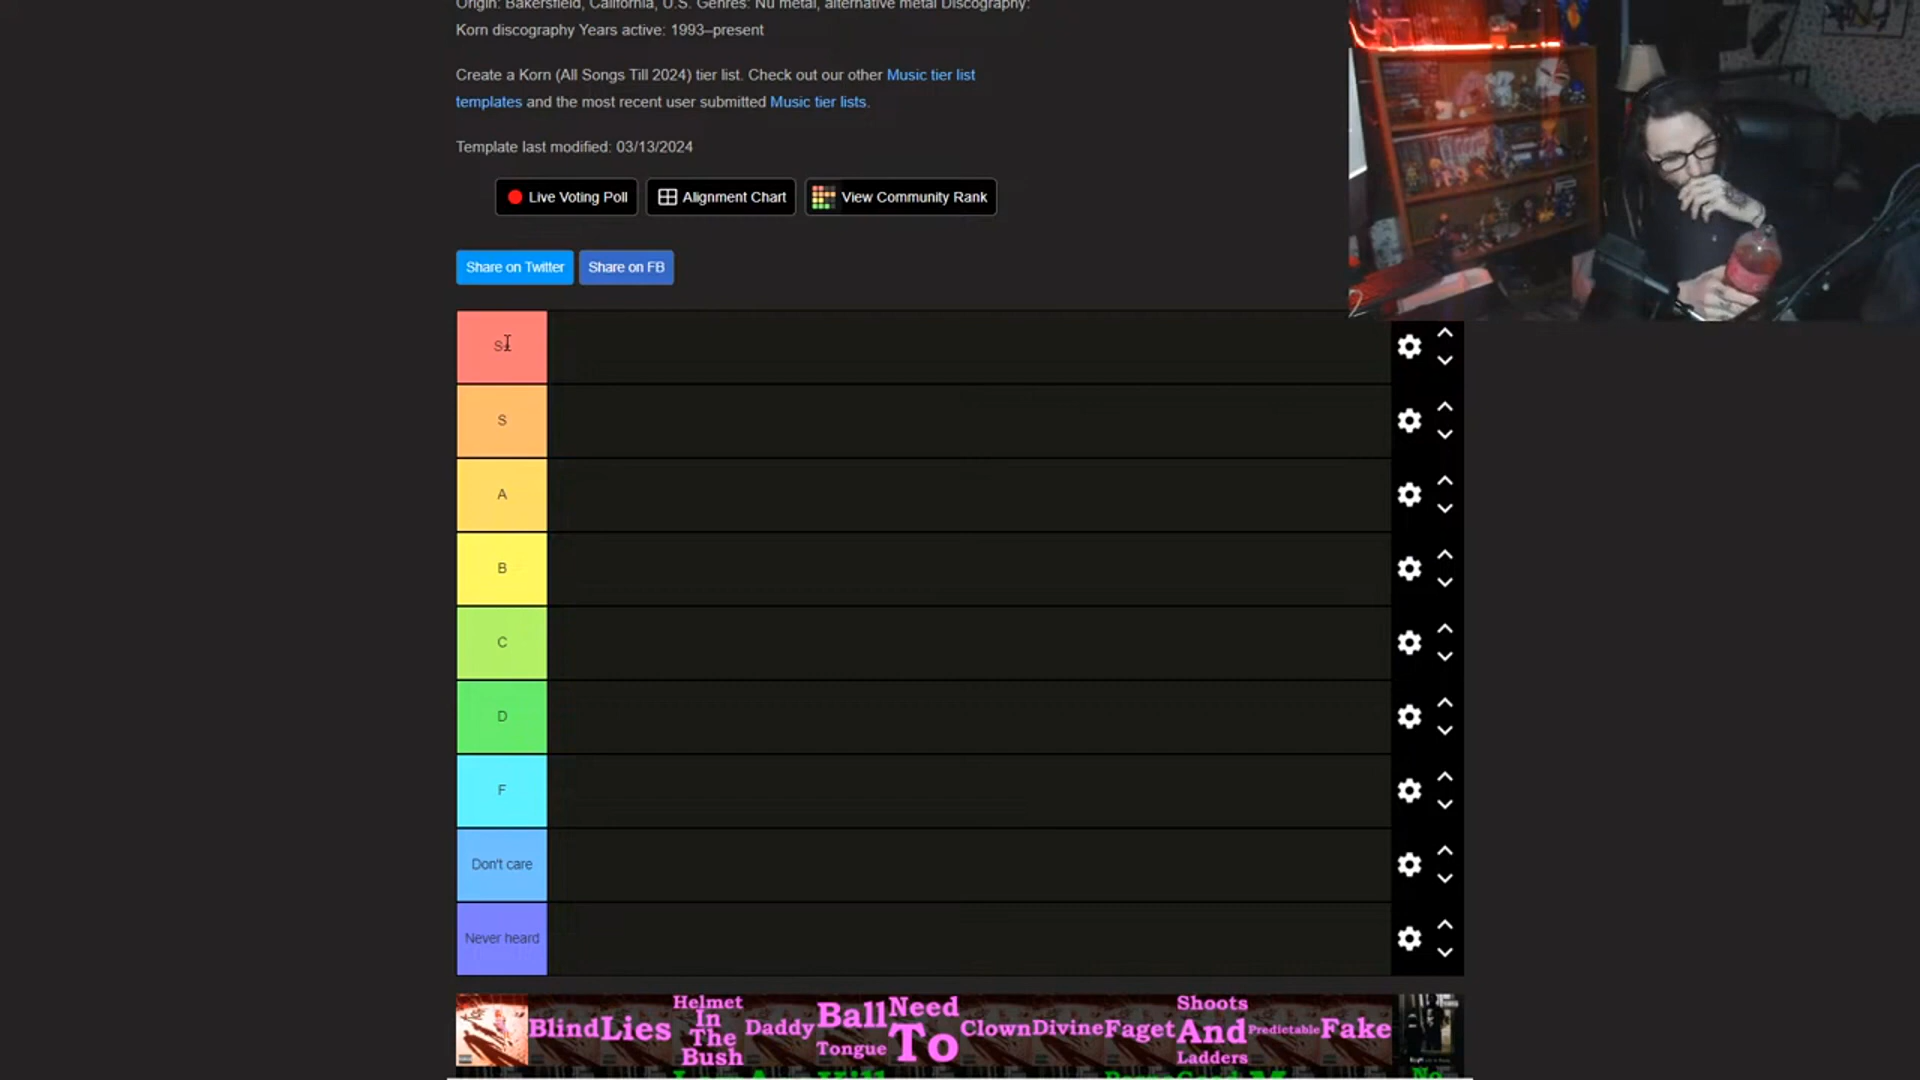 Origin: Bakersfield, California, U.S. Genres: Nu metal, alternative metal Discography:
Korn discography Years active: 1993–present
Create a Korn (All Songs Till 2024) tier list. Check out our other Music tier list
templates and the most recent user submitted Music tier lists.
Template last modified: 03/13/2024
Live Voting Poll
Alignment Chart
View Community Rank
Share on Twitter
Share on FB
S
A
B
C
D
F
Don't care
Never heard
Blind
Lies
Helmet
In
The
Bush
Daddy
Ball
Tongue
Need
To
Clown
Divine
Faget
Shoots
And
Ladders
Predictable
Fake